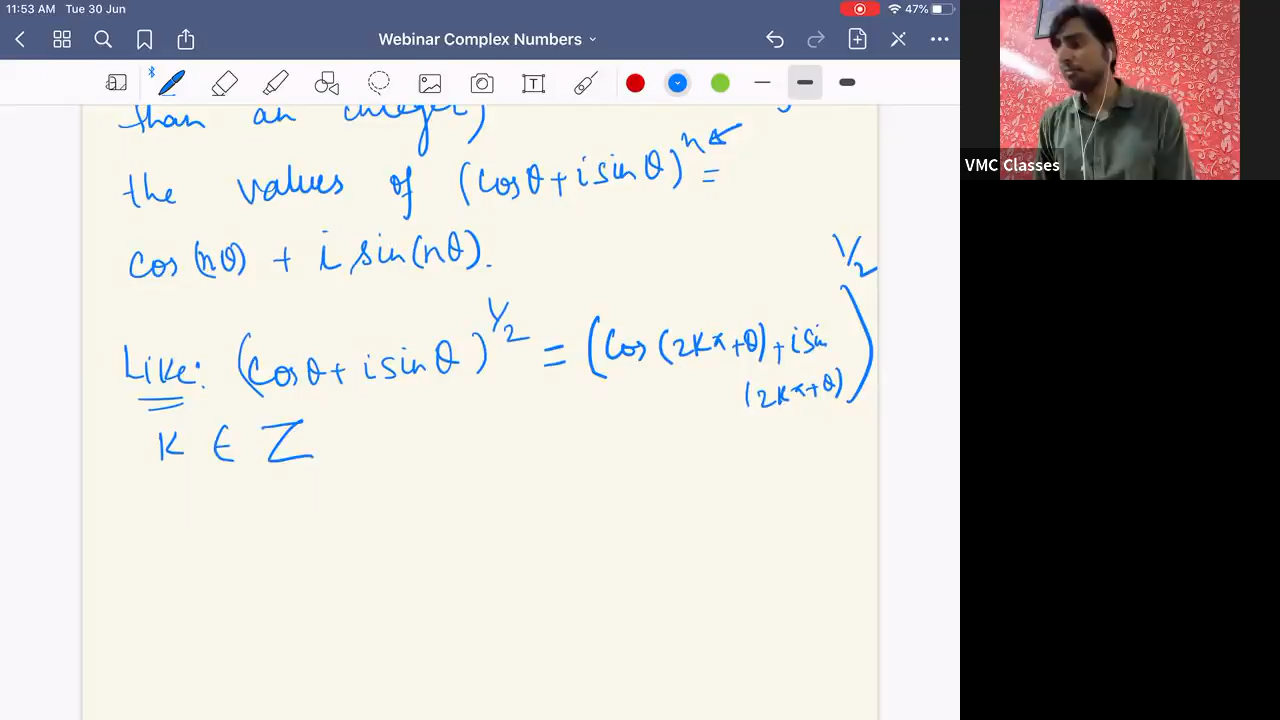 11:53 AM Tue 30 Jun
47%
Webinar Complex Numbers
VMC Classes
than an integer)
the values of (cosθ + i sinθ)^n =
cos(nθ) + i sin(nθ).
Like: (cosθ + i sinθ)^1/2 = (cos(2kπ+θ) + i sin (2kπ+θ))^1/2
k ∈ Z